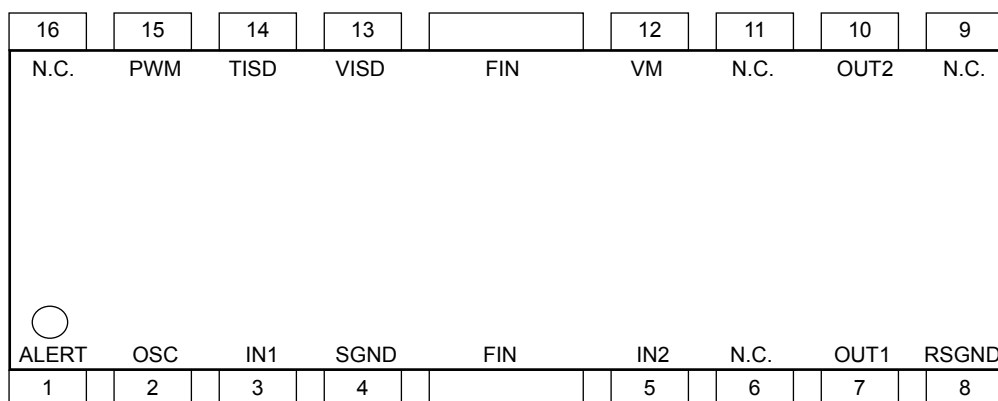 16 15 14 13 12 11 10 9
N.C. PWM TISD VISD FIN VM N.C. OUT2 N.C.
ALERT OSC IN1 SGND FIN IN2 N.C. OUT1 RSGND
1 2 3 4 5 6 7 8